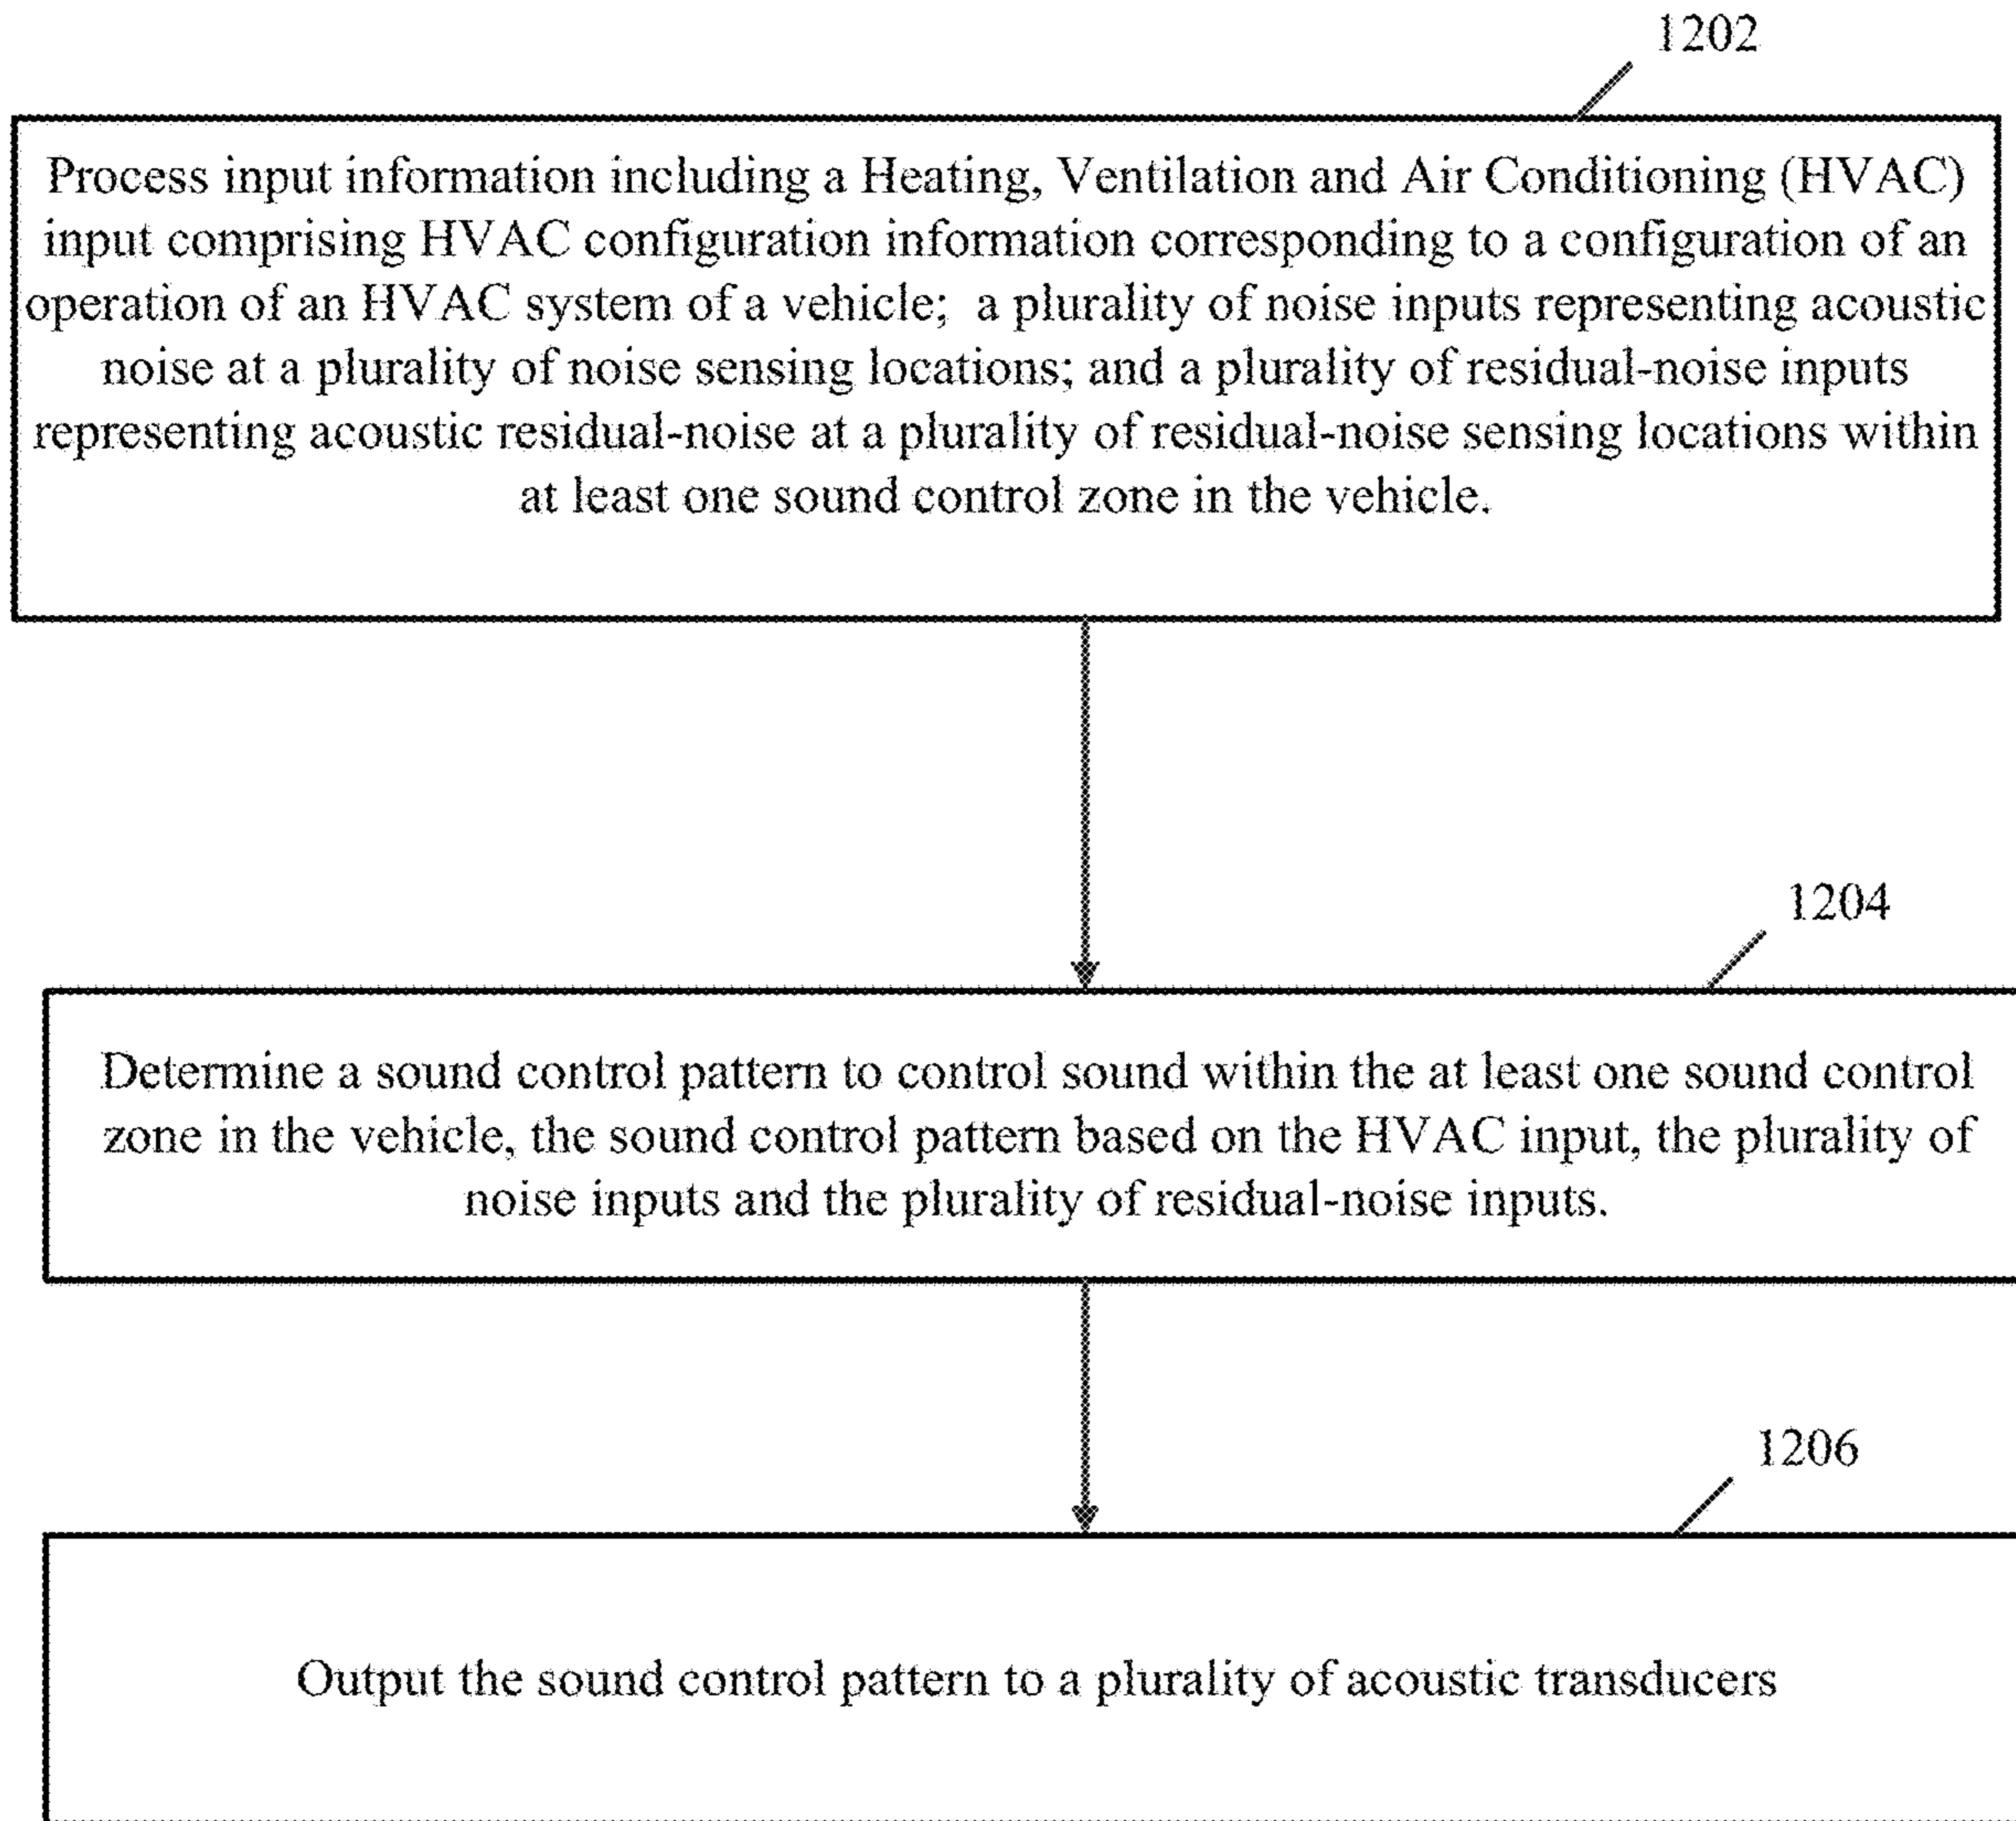 1202
Process input information including a Heating, Ventilation and Air Conditioning (HVAC)
input comprising HVAC configuration information corresponding to a configuration of an
operation of an HVAC system of a vehicle;  a plurality of noise inputs representing acoustic
noise at a plurality of noise sensing locations; and a plurality of residual-noise inputs
representing acoustic residual-noise at a plurality of residual-noise sensing locations within
at least one sound control zone in the vehicle.
1204
Determine a sound control pattern to control sound within the at least one sound control
zone in the vehicle, the sound control pattern based on the HVAC input, the plurality of
noise inputs and the plurality of residual-noise inputs.
1206
Output the sound control pattern to a plurality of acoustic transducers